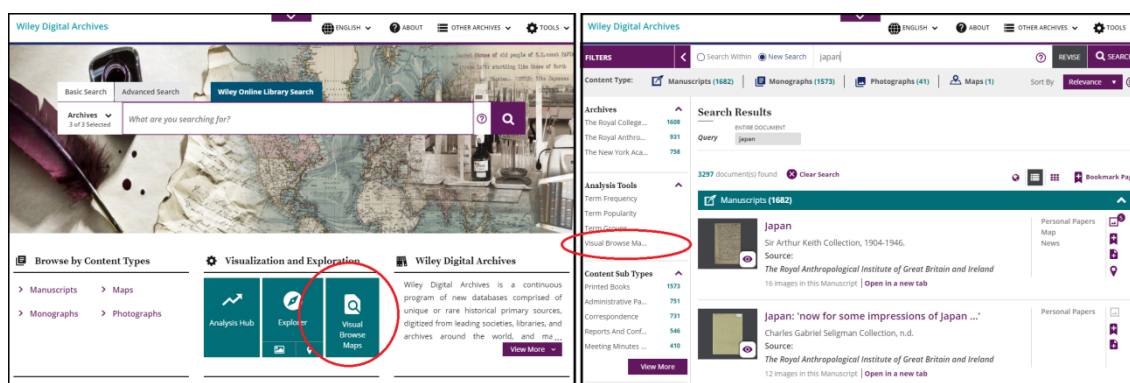 Wiley Digital Archives
ENGLISH
ABOUT
OTHER ARCHIVES
TOOLS
Basic Search
Advanced Search
Wiley Online Library Search
Archives
3 of 3 Selected
What are you searching for?
Browse by Content Types
Manuscripts
Maps
Monographs
Photographs
Visualization and Exploration
Analysis Hub
Explorer
Visual
Browse
Maps
Wiley Digital Archives
Wiley Digital Archives is a continuous
program of new databases comprised of
unique or rare historical primary sources,
digitized from leading societies, libraries, and
archives around the world, and ma...
View More
Wiley Digital Archives
ENGLISH
ABOUT
OTHER ARCHIVES
TOOLS
FILTERS
Search Within
New Search
japan
REVISE
SEARCH
Content Type:
Manuscripts (1682)
Monographs (1573)
Photographs (41)
Maps (1)
Sort By
Relevance
Archives
The Royal College... 1608
The Royal Anthro... 931
The New York Aca... 758
Analysis Tools
Term Frequency
Term Popularity
Term Groups
Visual Browse Ma...
Content Sub Types
Printed Books 1573
Administrative Pa... 751
Correspondence 731
Reports And Conf... 546
Meeting Minutes ... 410
View More
Search Results
ENTIRE DOCUMENT
Query japan
3297 document(s) found
Clear Search
Bookmark Pag
Manuscripts (1682)
Japan
Sir Arthur Keith Collection, 1904-1946.
Source:
The Royal Anthropological Institute of Great Britain and Ireland
16 images in this Manuscript | Open in a new tab
Personal Papers
Map
News
5
Japan: 'now for some impressions of Japan ...'
Charles Gabriel Seligman Collection, n.d.
Source:
The Royal Anthropological Institute of Great Britain and Ireland
12 images in this Manuscript | Open in a new tab
Personal Papers